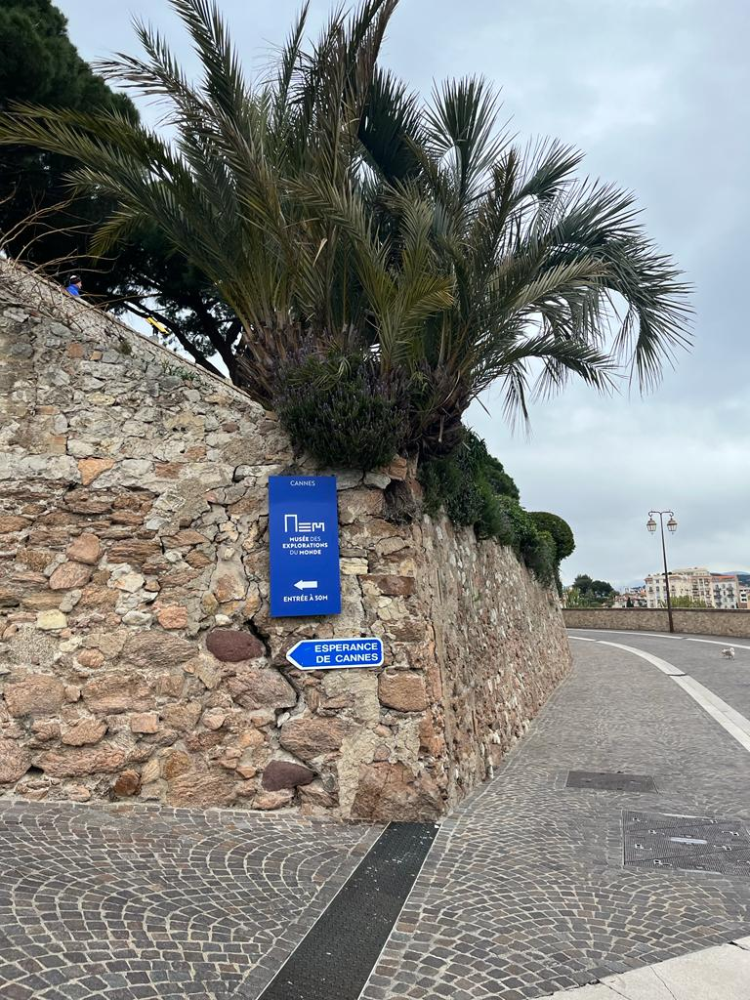 CANNES
MEM
MUSÉE DES
EXPLORATIONS
DU MONDE
ENTRÉE À 50M
ESPERANCE
DE CANNES